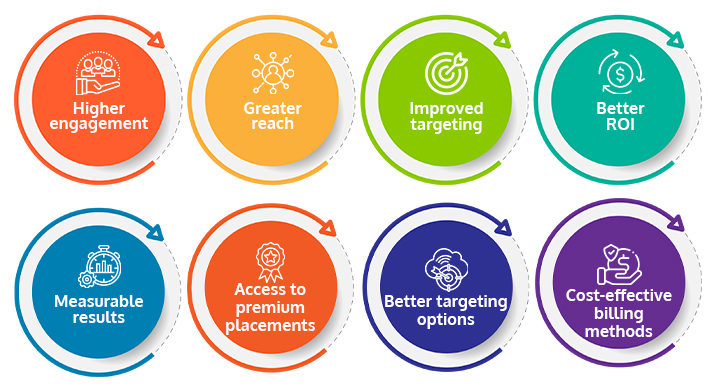 Higher
engagement
Greater
reach
Improved
targeting
Better
ROI
Measurable
results
Access to
premium
placements
Better targeting
options
Cost-effective
billing
methods